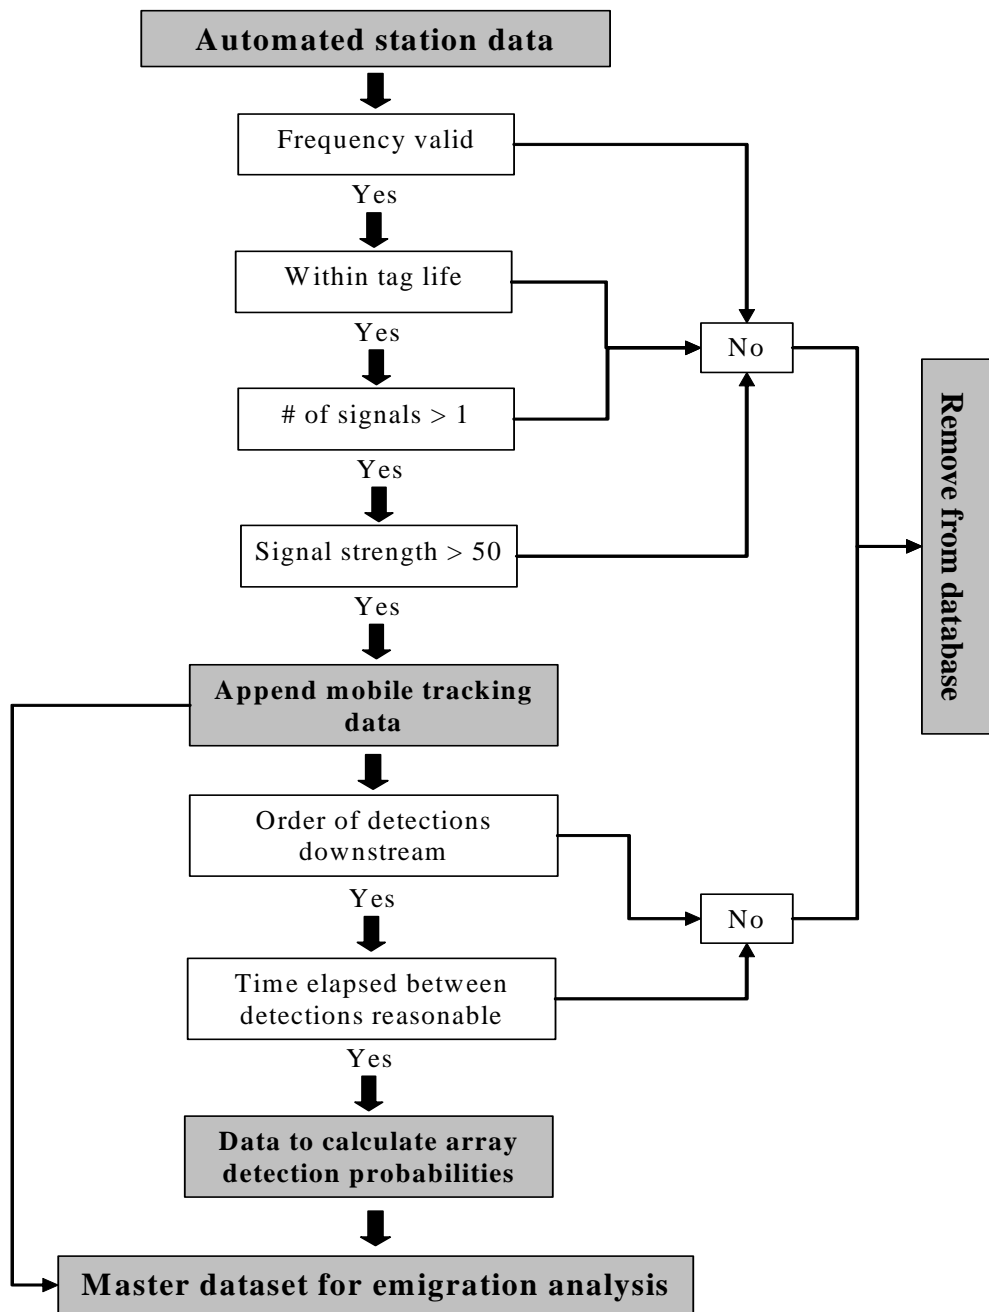 Automated station data
Frequency valid
Yes
Within tag life
Yes
No
# of signals > 1
Yes
Signal strength > 50
Yes
Remove from database
Append mobile tracking
data
Order of detections
downstream
Yes
No
Time elapsed between
detections reasonable
Yes
Data to calculate array
detection probabilities
Master dataset for emigration analysis